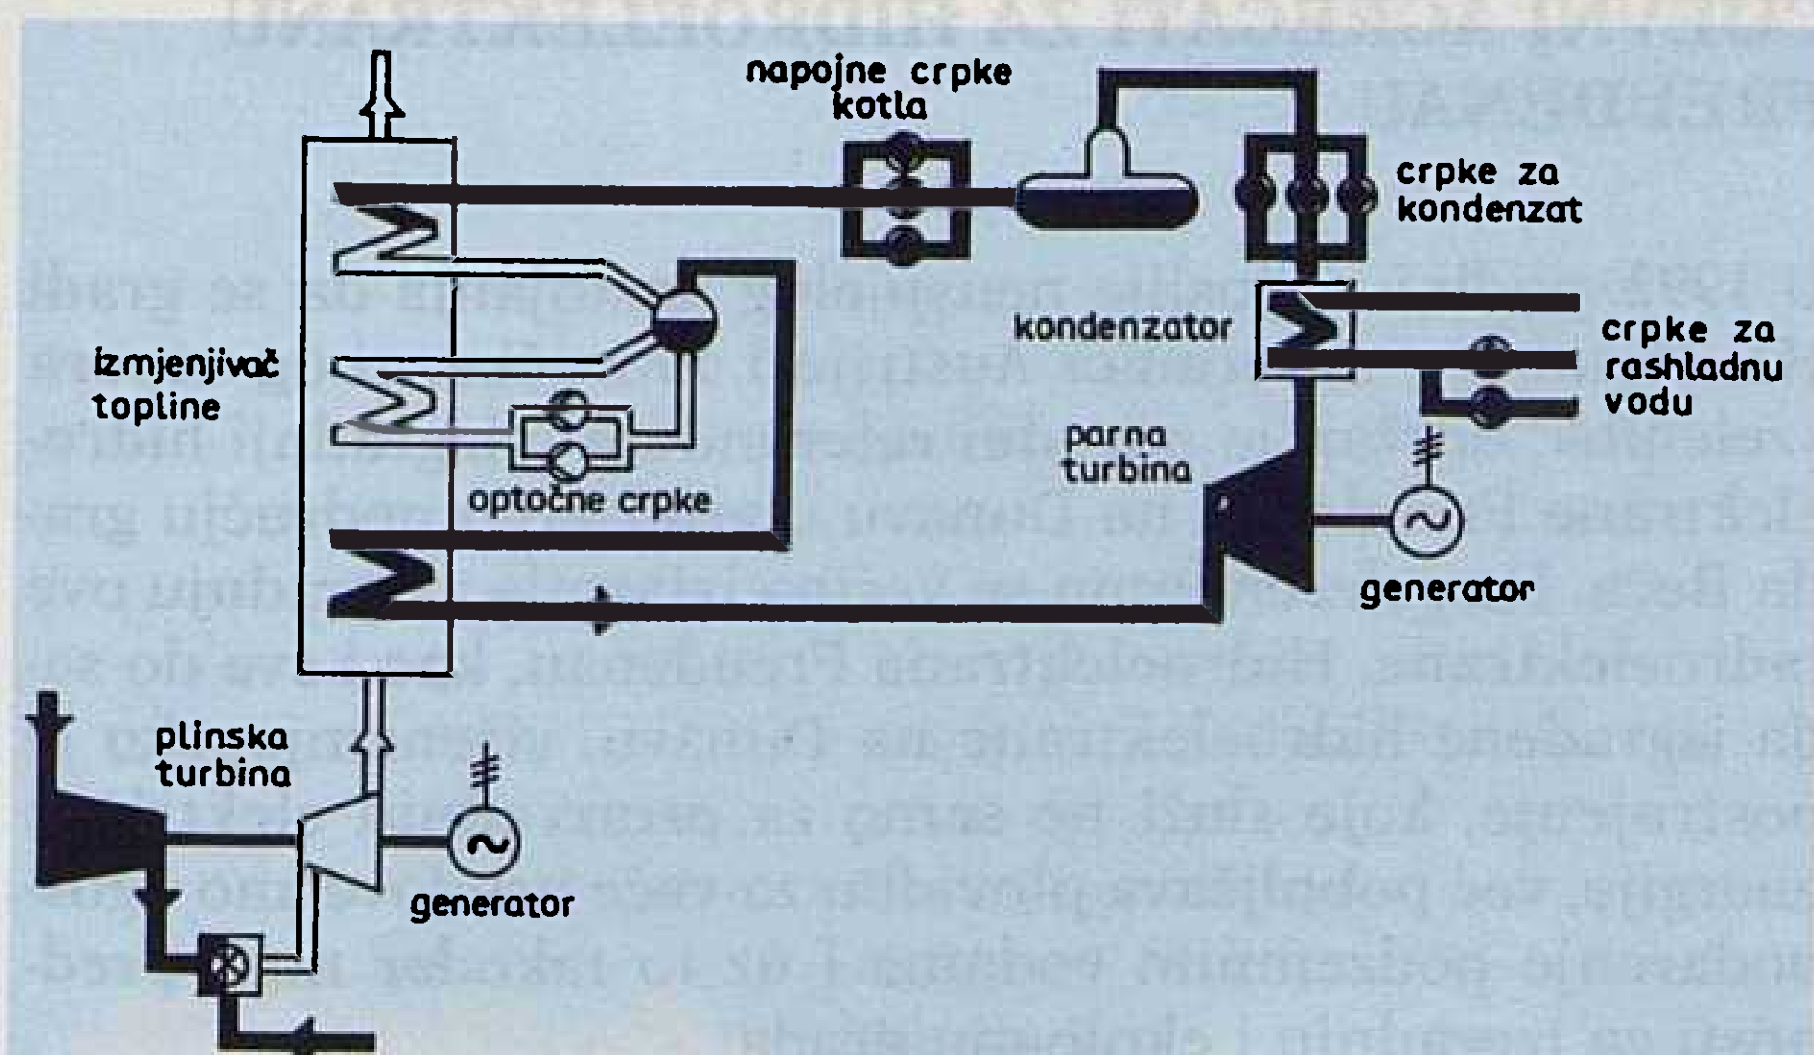 napojne crpke
kotla
crpke za
kondenzat
kondenzator
crpke za
rashladnu
vodu
izmjenjivač
topline
parna
turbina
optočne crpke
generator
plinska
turbina
generator